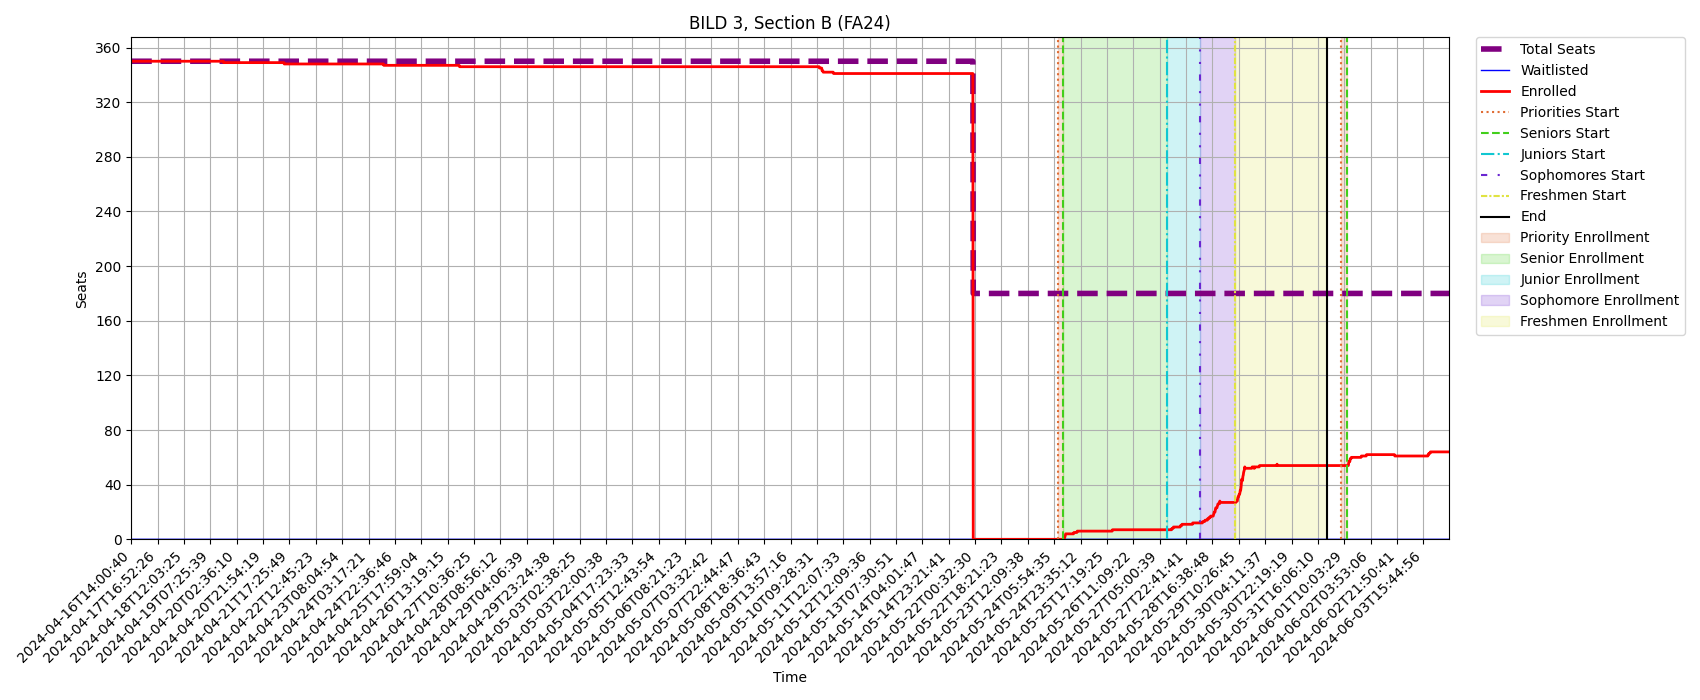 BILD 3, Section B (FA24)
Seats
360
320
280
240
200
160
120
80
40
0
2024-04-16T14:00:40
2024-04-17T16:52:26
2024-04-18T12:03:25
2024-04-19T07:25:39
2024-04-20T02:36:10
2024-04-20T21:54:19
2024-04-21T17:25:49
2024-04-22T12:45:23
2024-04-23T08:04:54
2024-04-24T03:17:21
2024-04-24T22:36:46
2024-04-25T17:59:04
2024-04-26T13:19:15
2024-04-27T10:36:25
2024-04-28T08:56:12
2024-04-29T04:06:39
2024-04-29T23:24:38
2024-05-03T02:38:25
2024-05-03T22:00:38
2024-05-04T17:23:33
2024-05-05T12:43:54
2024-05-06T08:21:23
2024-05-07T03:32:42
2024-05-07T22:44:47
2024-05-08T18:36:43
2024-05-09T13:57:16
2024-05-10T09:28:31
2024-05-11T12:07:33
2024-05-12T12:09:36
2024-05-13T07:30:51
2024-05-14T04:01:47
2024-05-14T23:21:41
2024-05-22T00:32:30
2024-05-22T18:21:23
2024-05-23T12:09:38
2024-05-24T05:54:35
2024-05-24T23:35:12
2024-05-25T17:19:25
2024-05-26T11:09:22
2024-05-27T05:00:39
2024-05-27T22:41:41
2024-05-28T16:38:48
2024-05-29T10:26:45
2024-05-30T04:11:37
2024-05-30T22:19:19
2024-05-31T16:06:10
2024-06-01T10:03:29
2024-06-02T03:53:06
2024-06-02T21:50:41
2024-06-03T15:44:56
Time
Total Seats
Waitlisted
Enrolled
Priorities Start
Seniors Start
Juniors Start
Sophomores Start
Freshmen Start
End
Priority Enrollment
Senior Enrollment
Junior Enrollment
Sophomore Enrollment
Freshmen Enrollment